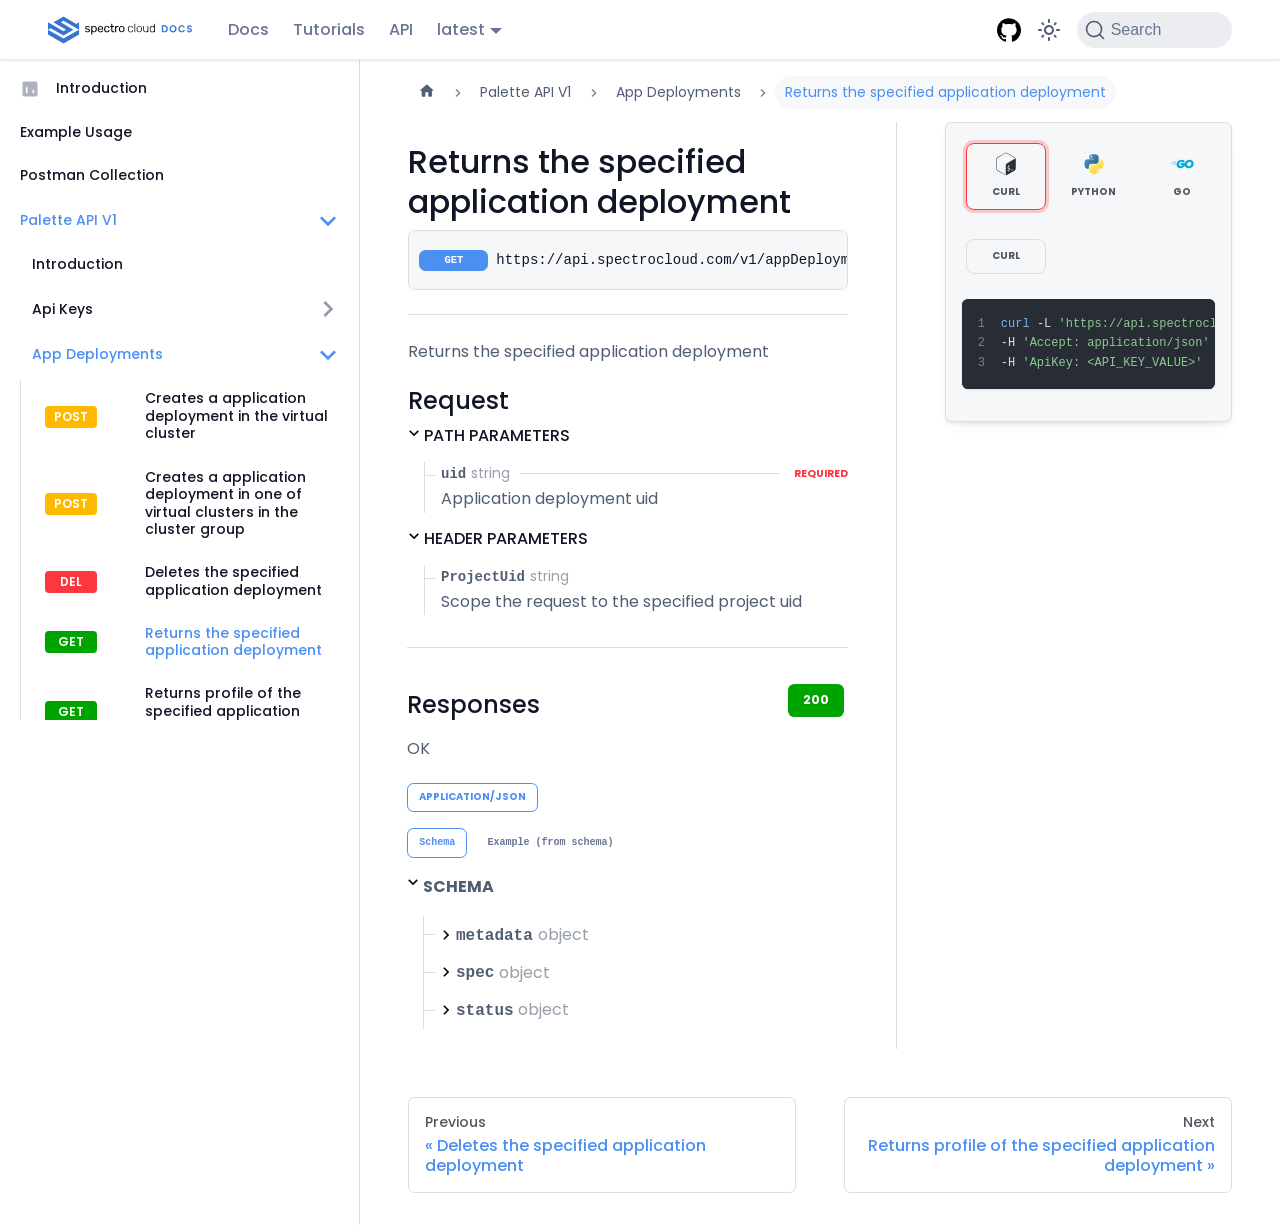 spectro cloud DOCS
Docs
Tutorials
API
latest
Search
Introduction
Example Usage
Postman Collection
Palette API V1
Introduction
Api Keys
App Deployments
POST
Creates a application
deployment in the virtual
cluster
POST
Creates a application
deployment in one of
virtual clusters in the
cluster group
DEL
Deletes the specified
application deployment
GET
Returns the specified
application deployment
GET
Returns profile of the
specified application
Palette API V1
App Deployments
Returns the specified application deployment
Returns the specified
application deployment
GET
https://api.spectrocloud.com/v1/appDeploym
Returns the specified application deployment
Request
PATH PARAMETERS
uid string
REQUIRED
Application deployment uid
HEADER PARAMETERS
ProjectUid string
Scope the request to the specified project uid
Responses
200
OK
APPLICATION/JSON
Schema
Example (from schema)
SCHEMA
metadata object
spec object
status object
CURL
PYTHON
GO
CURL
1 curl -L 'https://api.spectrocl
2 -H 'Accept: application/json'
3 -H 'ApiKey: <API_KEY_VALUE>'
Previous
« Deletes the specified application
deployment
Next
Returns profile of the specified application
deployment »